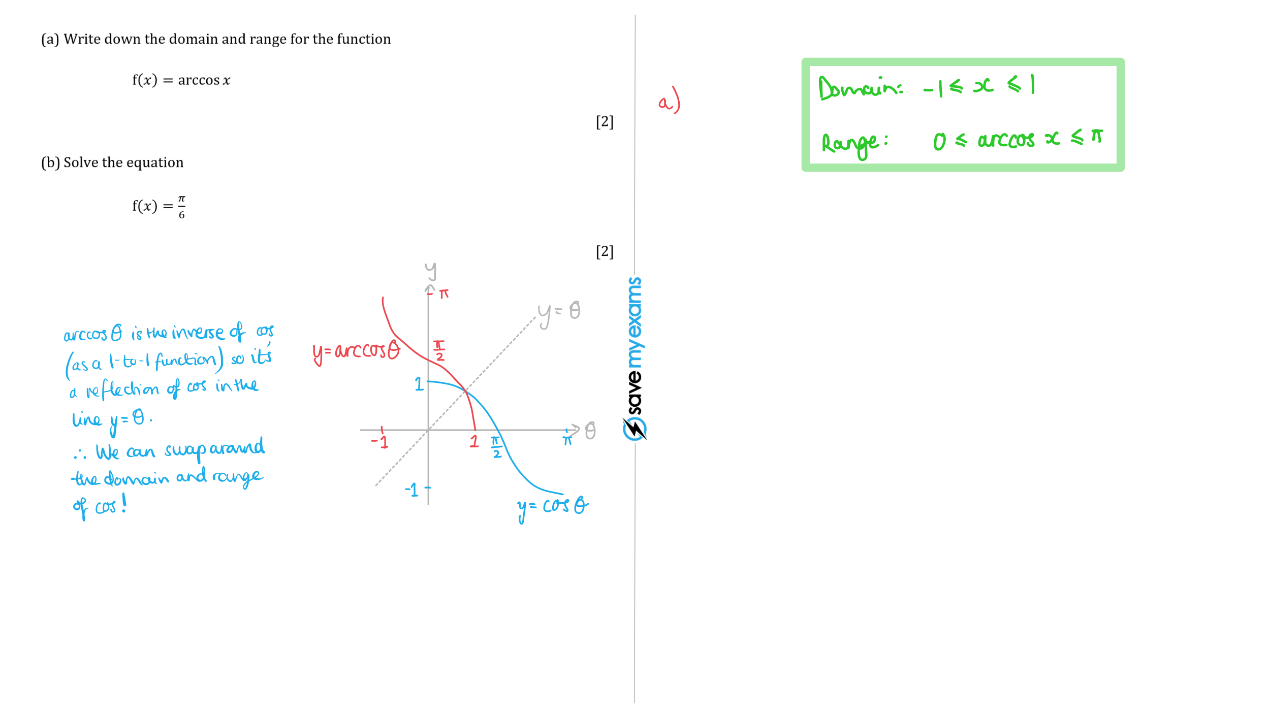 (a) Write down the domain and range for the function
f(x) = arccos x
[2]
(b) Solve the equation
f(x) = π/6
[2]
arccos θ is the inverse of cos
(as a 1-to-1 function) so it's
a reflection of cos in the
line y = θ.
∴ We can swap around
the domain and range
of cos!
y
π
y = θ
y = arccos θ
π/2
1
-1
1
π/2
π
θ
-1
y = cos θ
savemyexams
a)
Domain: -1 ⩽ x ⩽ 1
Range: 0 ⩽ arccos x ⩽ π